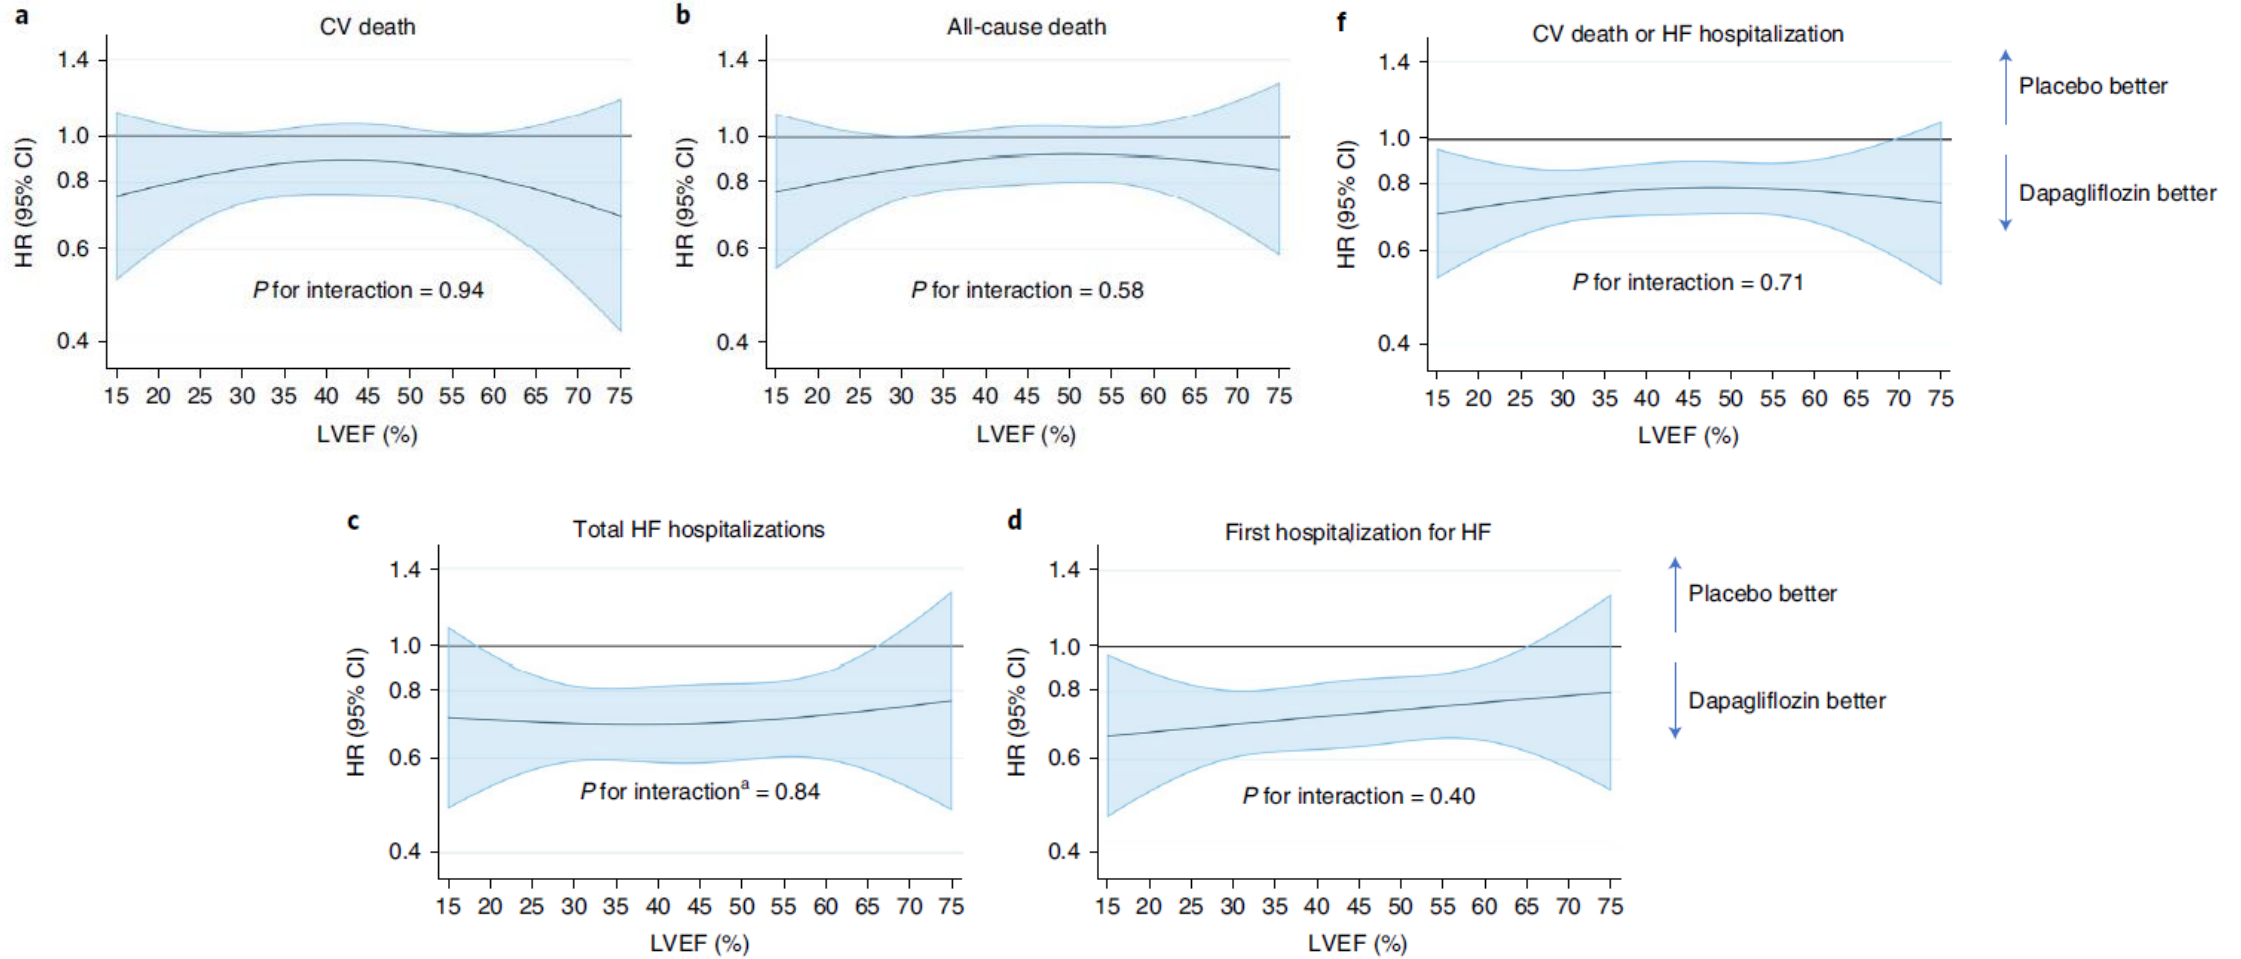 a
CV death
HR (95% CI)
1.4
1.0
0.8
0.6
0.4
P for interaction = 0.94
15 20 25 30 35 40 45 50 55 60 65 70 75
LVEF (%)
b
All-cause death
HR (95% CI)
1.4
1.0
0.8
0.6
0.4
P for interaction = 0.58
15 20 25 30 35 40 45 50 55 60 65 70 75
LVEF (%)
f
CV death or HF hospitalization
HR (95% CI)
1.4
1.0
0.8
0.6
0.4
P for interaction = 0.71
15 20 25 30 35 40 45 50 55 60 65 70 75
LVEF (%)
Placebo better
Dapagliflozin better
c
Total HF hospitalizations
HR (95% CI)
1.4
1.0
0.8
0.6
0.4
P for interactionª = 0.84
15 20 25 30 35 40 45 50 55 60 65 70 75
LVEF (%)
d
First hospitalization for HF
HR (95% CI)
1.4
1.0
0.8
0.6
0.4
P for interaction = 0.40
15 20 25 30 35 40 45 50 55 60 65 70 75
LVEF (%)
Placebo better
Dapagliflozin better